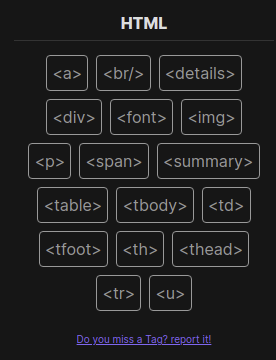 HTML
<a> <br/> <details>
<div> <font> <img>
<p> <span> <summary>
<table> <tbody> <td>
<tfoot> <th> <thead>
<tr> <u>
Do you miss a Tag? report it!